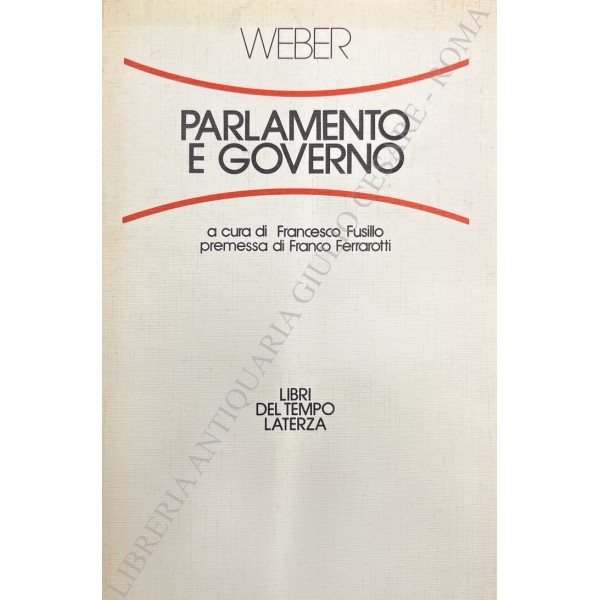 WEBER
PARLAMENTO
E GOVERNO
a cura di Francesco Fusillo
premessa di Franco Ferrarotti
LIBRI
DEL TEMPO
LATERZA
LIBRERIA ANTIQUARIA GIULIO CESARE - ROMA